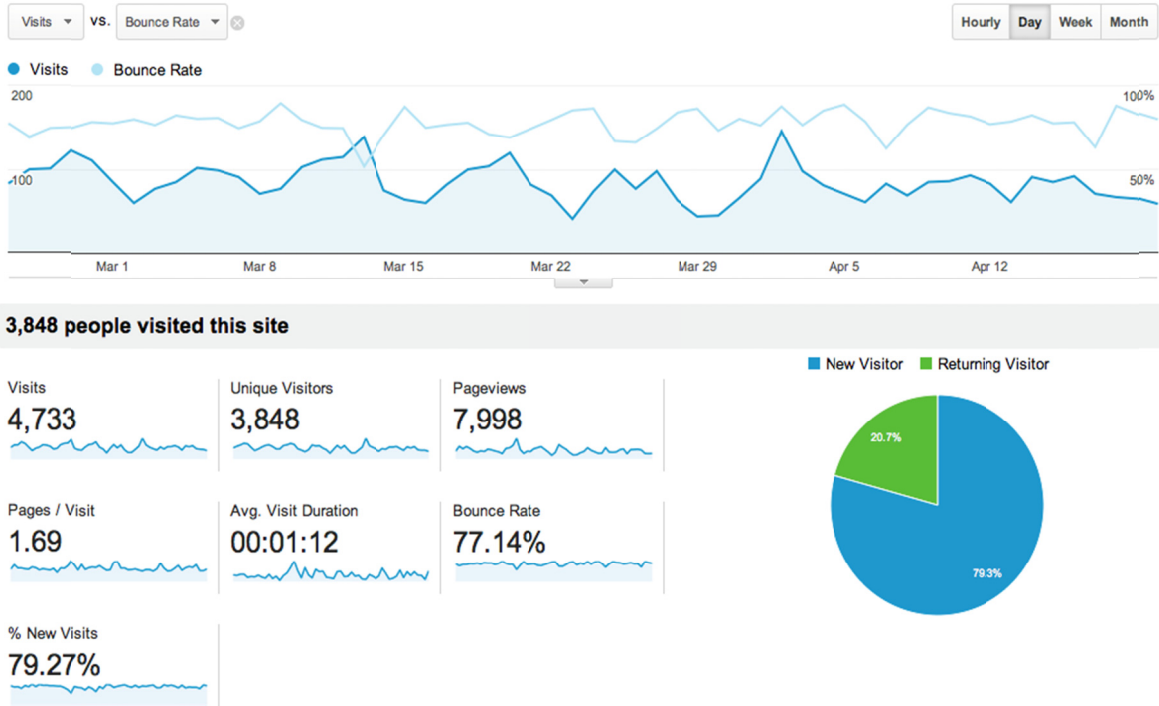 Visits vs. Bounce Rate Hourly Day Week Month
Visits Bounce Rate
200 100%
100 50%
Mar 1 Mar 8 Mar 15 Mar 22 Mar 29 Apr 5 Apr 12
3,848 people visited this site
New Visitor Returning Visitor
Visits Unique Visitors Pageviews
4,733 3,848 7,998
20.7%
Pages / Visit Avg. Visit Duration Bounce Rate
1.69 00:01:12 77.14%
79.3%
% New Visits
79.27%